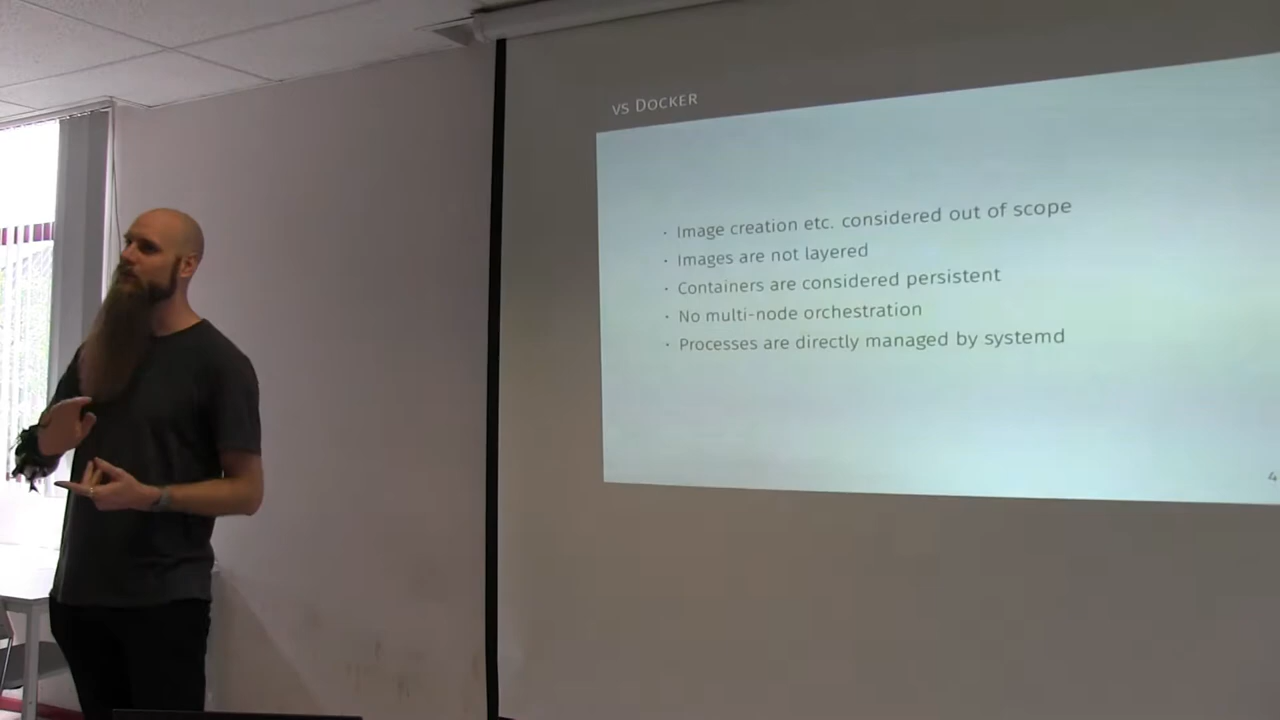 vs Docker
· Image creation etc. considered out of scope
· Images are not layered
· Containers are considered persistent
· No multi-node orchestration
· Processes are directly managed by systemd
4